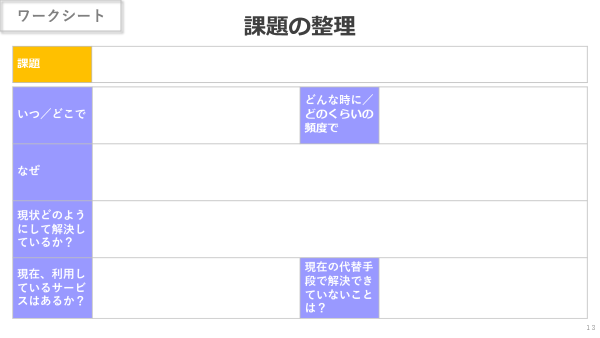 ワークシート
課題の整理
課題
いつ／どこで
どんな時に／
どのくらいの
頻度で
なぜ
現状どのよう
にして解決し
ているか？
現在、利用し
ているサービ
スはあるか？
現在の代替手
段で解決でき
ていないこと
は？
13